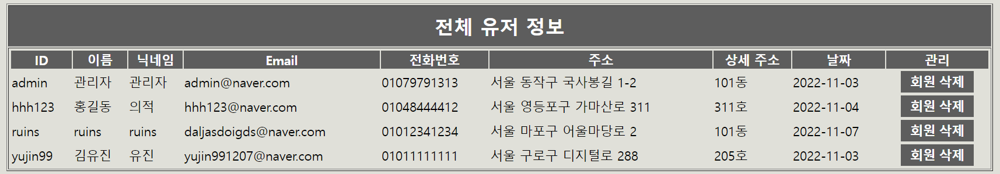 전체 유저 정보
ID 이름 닉네임 Email 전화번호 주소 상세 주소 날짜 관리
admin 관리자 관리자 admin@naver.com 01079791313 서울 동작구 국사봉길 1-2 101동 2022-11-03 회원 삭제
hhh123 홍길동 의적 hhh123@naver.com 01048444412 서울 영등포구 가마산로 311 311호 2022-11-04 회원 삭제
ruins ruins ruins daljasdoigds@naver.com 01012341234 서울 마포구 어울마당로 2 101동 2022-11-07 회원 삭제
yujin99 김유진 유진 yujin991207@naver.com 01011111111 서울 구로구 디지털로 288 205호 2022-11-03 회원 삭제